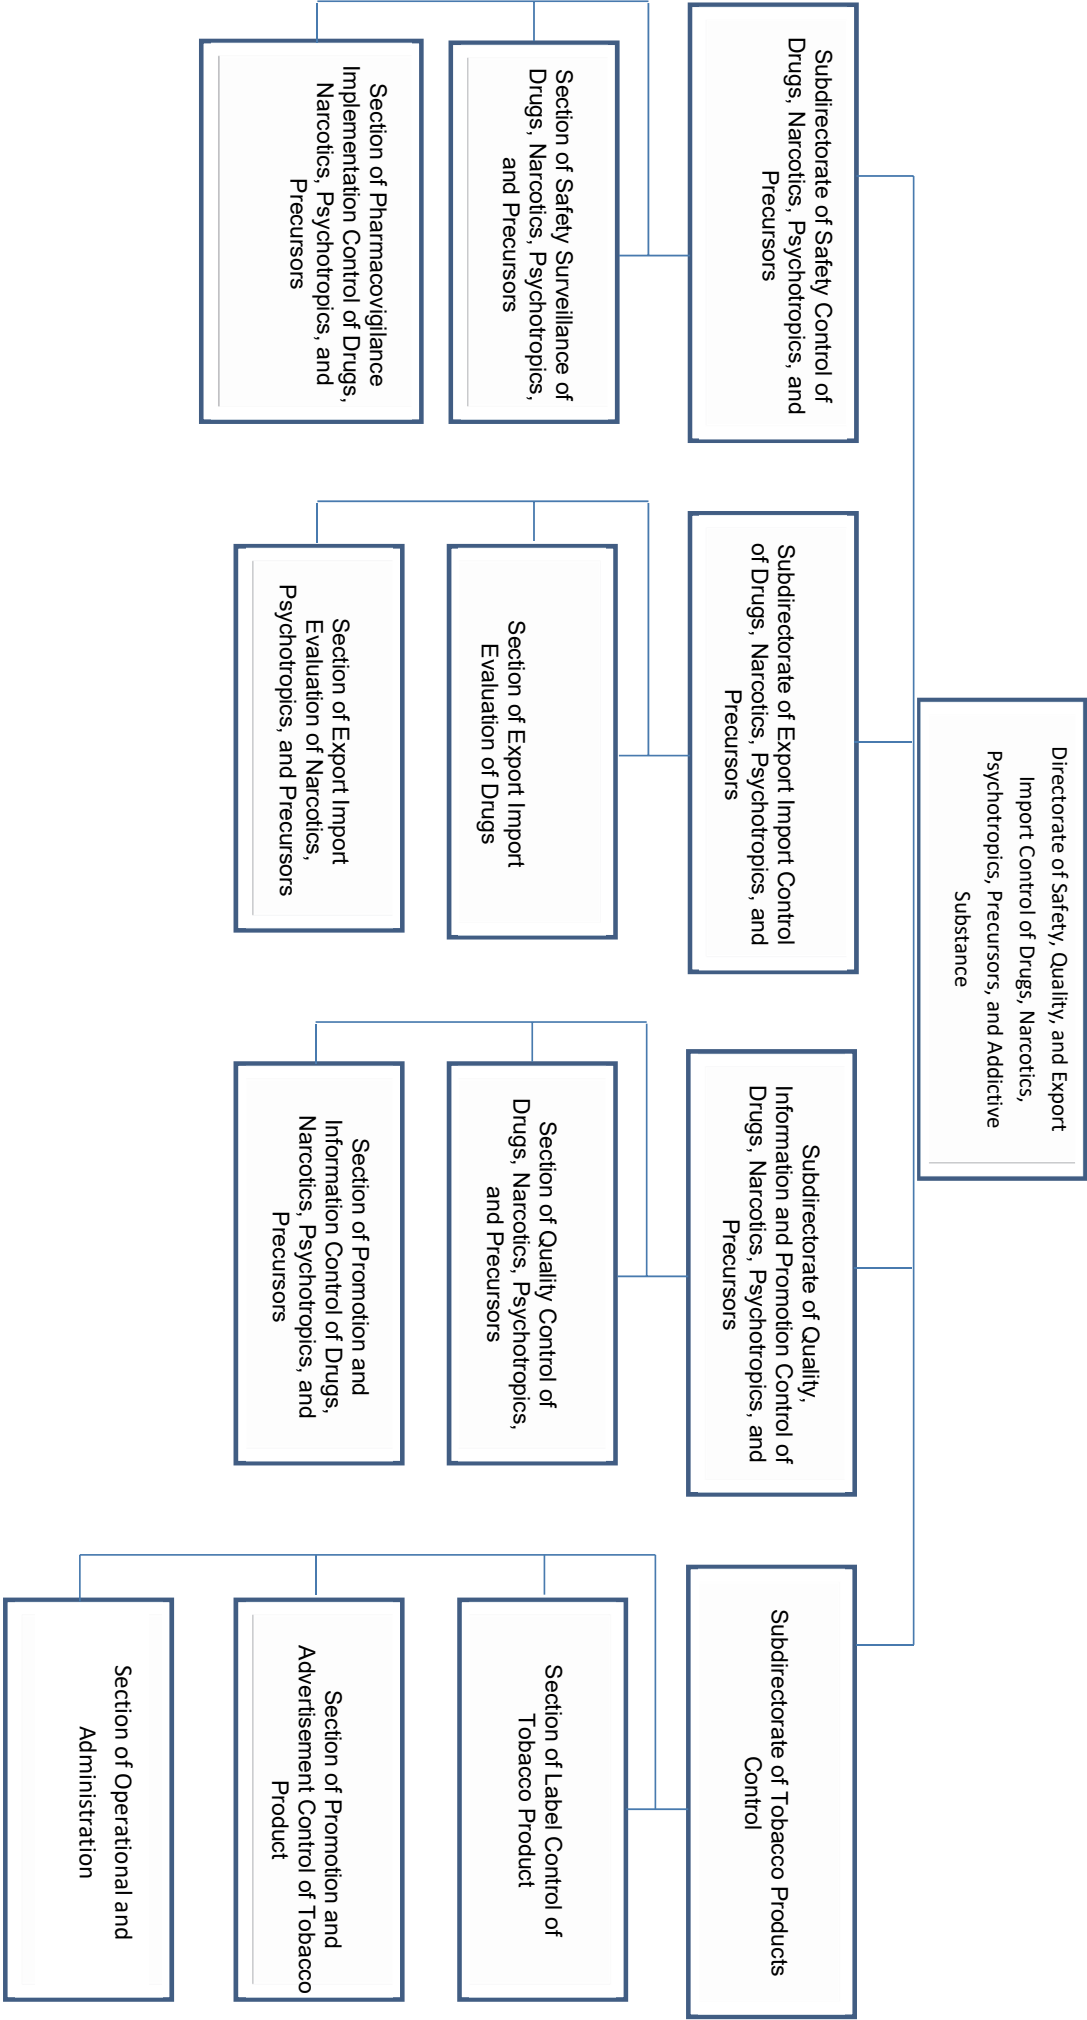 Directorate of Safety, Quality, and Export
Import Control of Drugs, Narcotics,
Psychotropics, Precursors, and Addictive
Substance
Subdirectorate of Safety Control of
Drugs, Narcotics, Psychotropics, and
Precursors
Section of Safety Surveillance of
Drugs, Narcotics, Psychotropics,
and Precursors
Section of Pharmacovigilance
Implementation Control of Drugs,
Narcotics, Psychotropics, and
Precursors
Subdirectorate of Export Import Control
of Drugs, Narcotics, Psychotropics, and
Precursors
Section of Export Import
Evaluation of Drugs
Section of Export Import
Evaluation of Narcotics,
Psychotropics, and Precursors
Subdirectorate of Quality,
Information and Promotion Control of
Drugs, Narcotics, Psychotropics, and
Precursors
Section of Quality Control of
Drugs, Narcotics, Psychotropics,
and Precursors
Section of Promotion and
Information Control of Drugs,
Narcotics, Psychotropics, and
Precursors
Subdirectorate of Tobacco Products
Control
Section of Label Control of
Tobacco Product
Section of Promotion and
Advertisement Control of Tobacco
Product
Section of Operational and
Administration